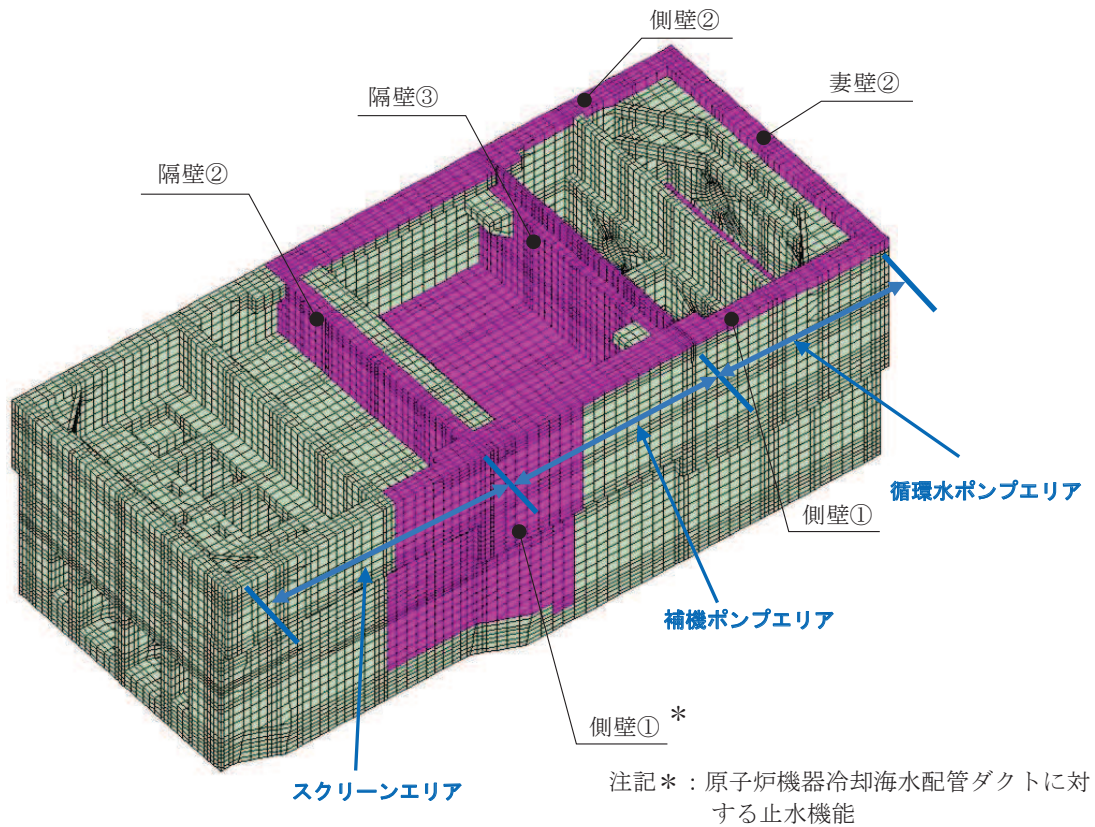 側壁②
妻壁②
隔壁③
隔壁②
循環水ポンプエリア
側壁①
補機ポンプエリア
側壁①*
スクリーンエリア
注記*:原子炉機器冷却海水配管ダクトに対
する止水機能